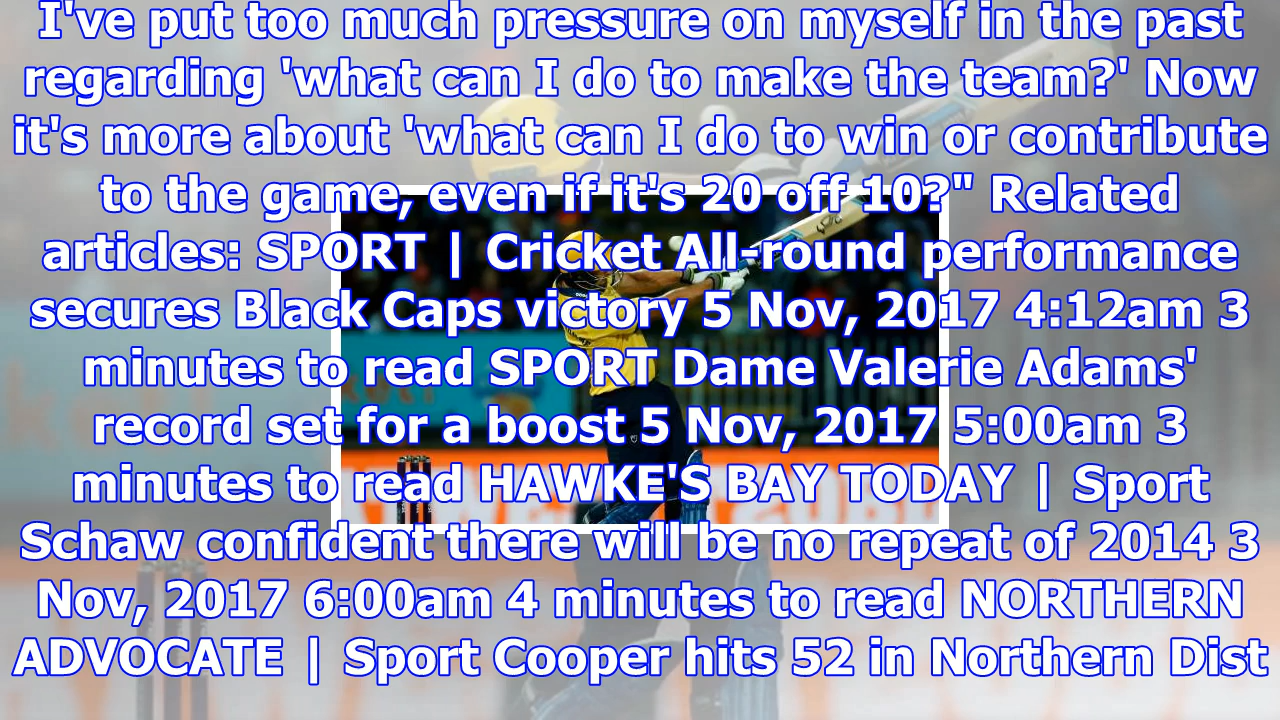 I've put too much pressure on myself in the past
regarding 'what can I do to make the team?' Now
it's more about 'what can I do to win or contribute
to the game, even if it's 20 off 10?" Related
articles: SPORT | Cricket All-round performance
secures Black Caps victory 5 Nov, 2017 4:12am 3
minutes to read SPORT Dame Valerie Adams'
record set for a boost 5 Nov, 2017 5:00am 3
minutes to read HAWKE'S BAY TODAY | Sport
Schaw confident there will be no repeat of 2014 3
Nov, 2017 6:00am 4 minutes to read NORTHERN
ADVOCATE | Sport Cooper hits 52 in Northern Dist